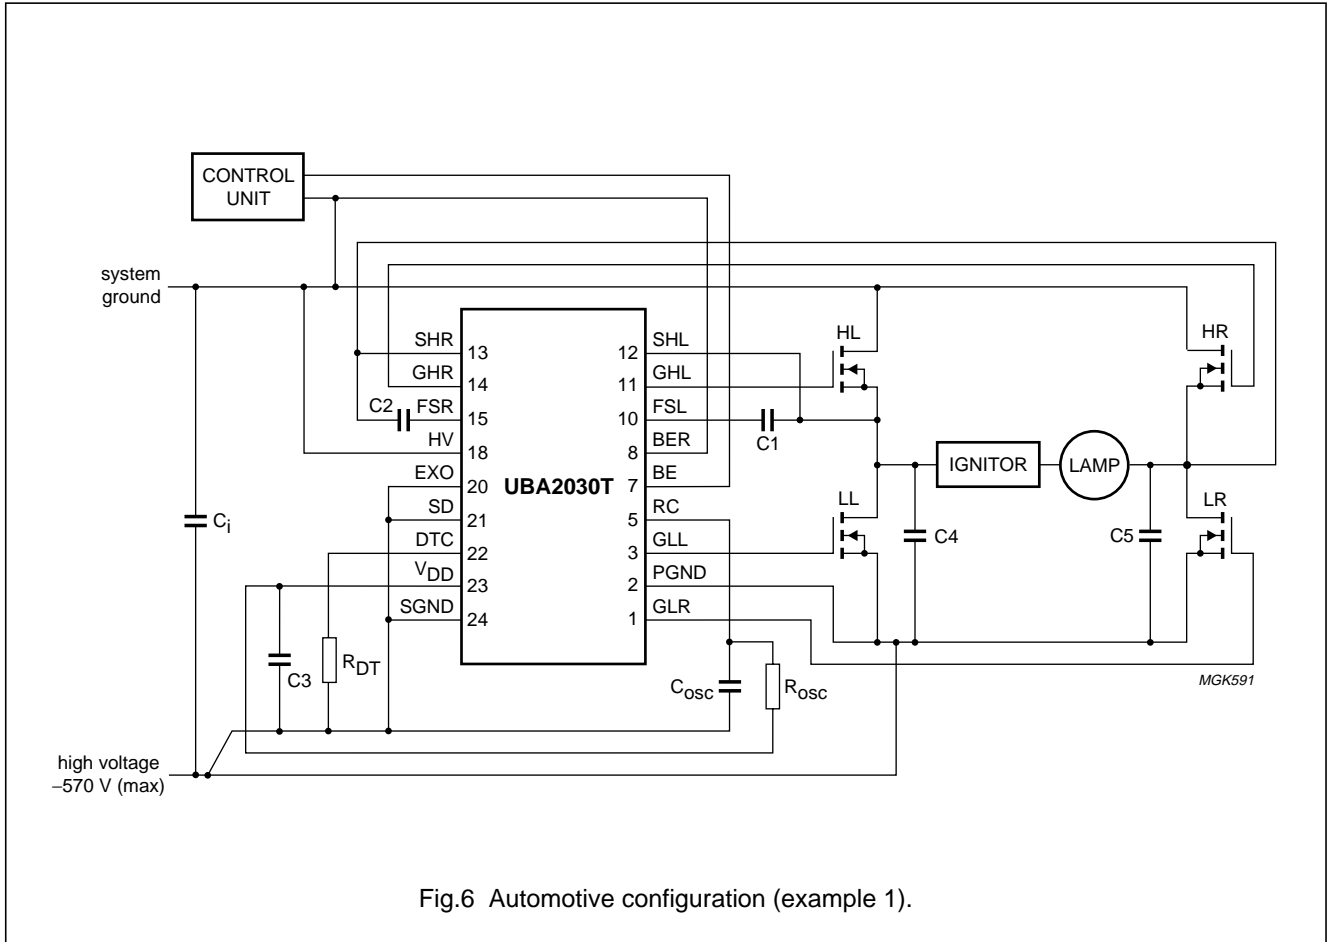 CONTROL
UNIT
system
ground
SHR
13
GHR
14
C2
FSR
15
HV
18
EXO
20
SD
21
DTC
22
VDD
23
SGND
24
UBA2030T
12
SHL
11
GHL
10
FSL
8
BER
7
BE
5
RC
3
GLL
2
PGND
1
GLR
C1
HL
HR
IGNITOR
LAMP
LL
LR
C4
C5
Ci
C3
RDT
Cosc
Rosc
MGK591
high voltage
−570 V (max)
Fig.6 Automotive configuration (example 1).